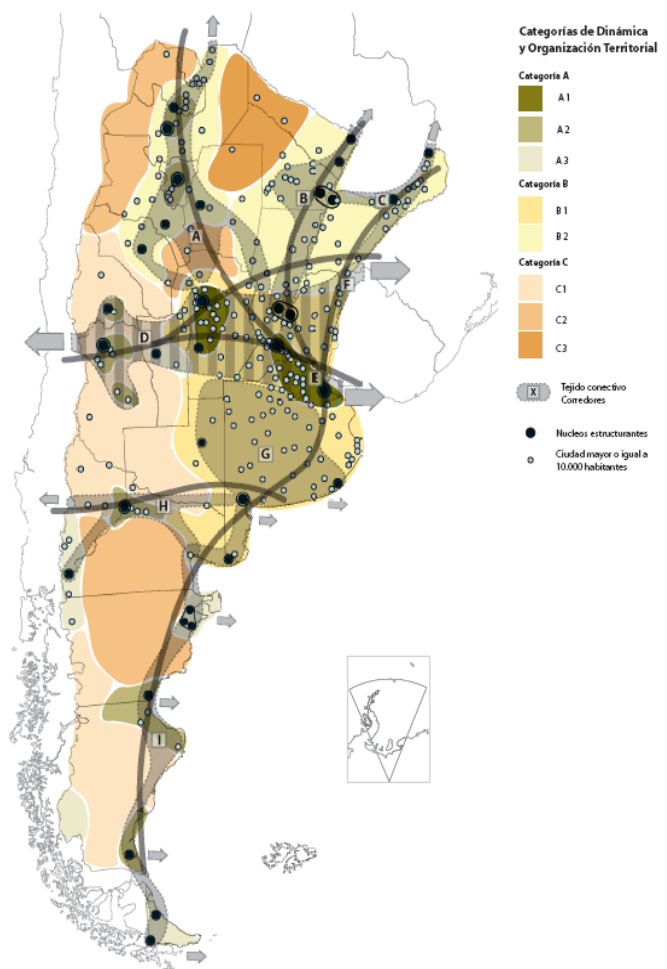 Categorías de Dinámica
y Organización Territorial
Categoría A
A 1
A 2
A 3
Categoría B
B 1
B 2
Categoría C
C1
C2
C3
X
Tejido conectivo
Corredores
Nucleos estructurantes
Ciudad mayor o igual a
10.000 habitantes
B
C
A
F
D
E
G
H
I